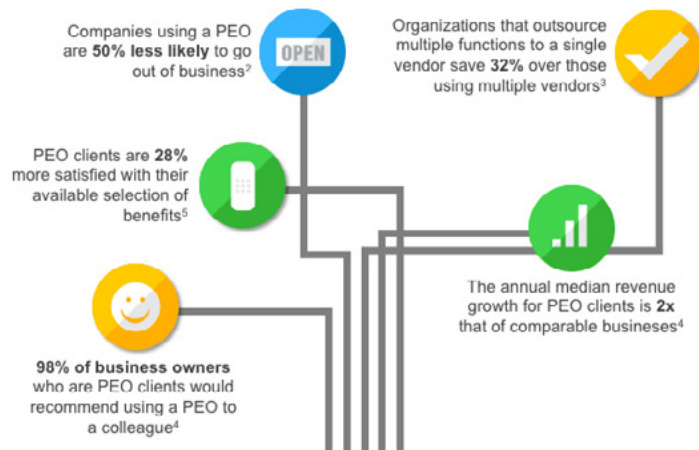 Companies using a PEO
are 50% less likely to go
out of business²
OPEN
Organizations that outsource
multiple functions to a single
vendor save 32% over those
using multiple vendors³
PEO clients are 28%
more satisfied with their
available selection of
benefits⁵
The annual median revenue
growth for PEO clients is 2x
that of comparable busineses⁴
98% of business owners
who are PEO clients would
recommend using a PEO to
a colleague⁴